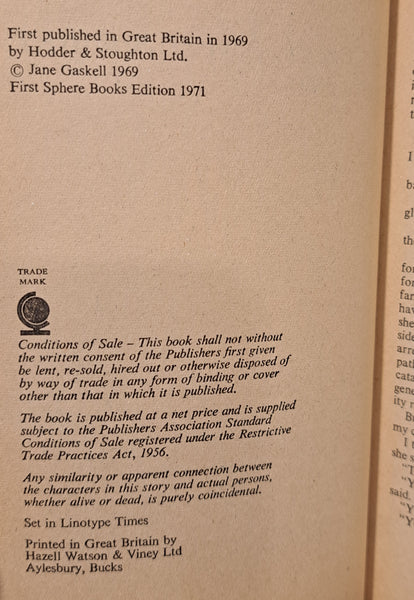 First published in Great Britain in 1969
by Hodder & Stoughton Ltd.
© Jane Gaskell 1969
First Sphere Books Edition 1971
TRADE
MARK
Conditions of Sale – This book shall not without
the written consent of the Publishers first given
be lent, re-sold, hired out or otherwise disposed of
by way of trade in any form of binding or cover
other than that in which it is published.
The book is published at a net price and is supplied
subject to the Publishers Association Standard
Conditions of Sale registered under the Restrictive
Trade Practices Act, 1956.
Any similarity or apparent connection between
the characters in this story and actual persons,
whether alive or dead, is purely coincidental.
Set in Linotype Times
Printed in Great Britain by
Hazell Watson & Viney Ltd
Aylesbury, Bucks